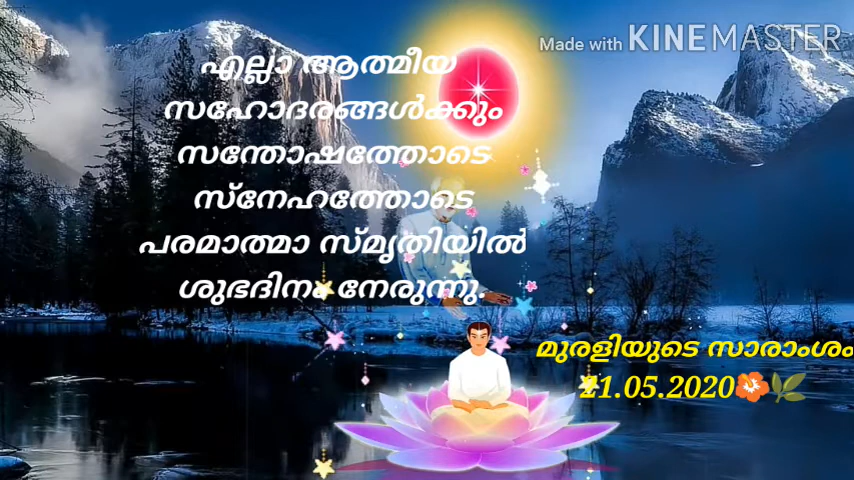 Made with KINEMASTER
എല്ലാ ആത്മീയ
സഹോദരങ്ങൾക്കും
സന്തോഷത്തോടെ
സ്നേഹത്തോടെ
പരമാത്മാ സ്മൃതിയിൽ
ശുഭദിനം നേരുന്നു.
മുരളിയുടെ സാരാംശം
21.05.2020